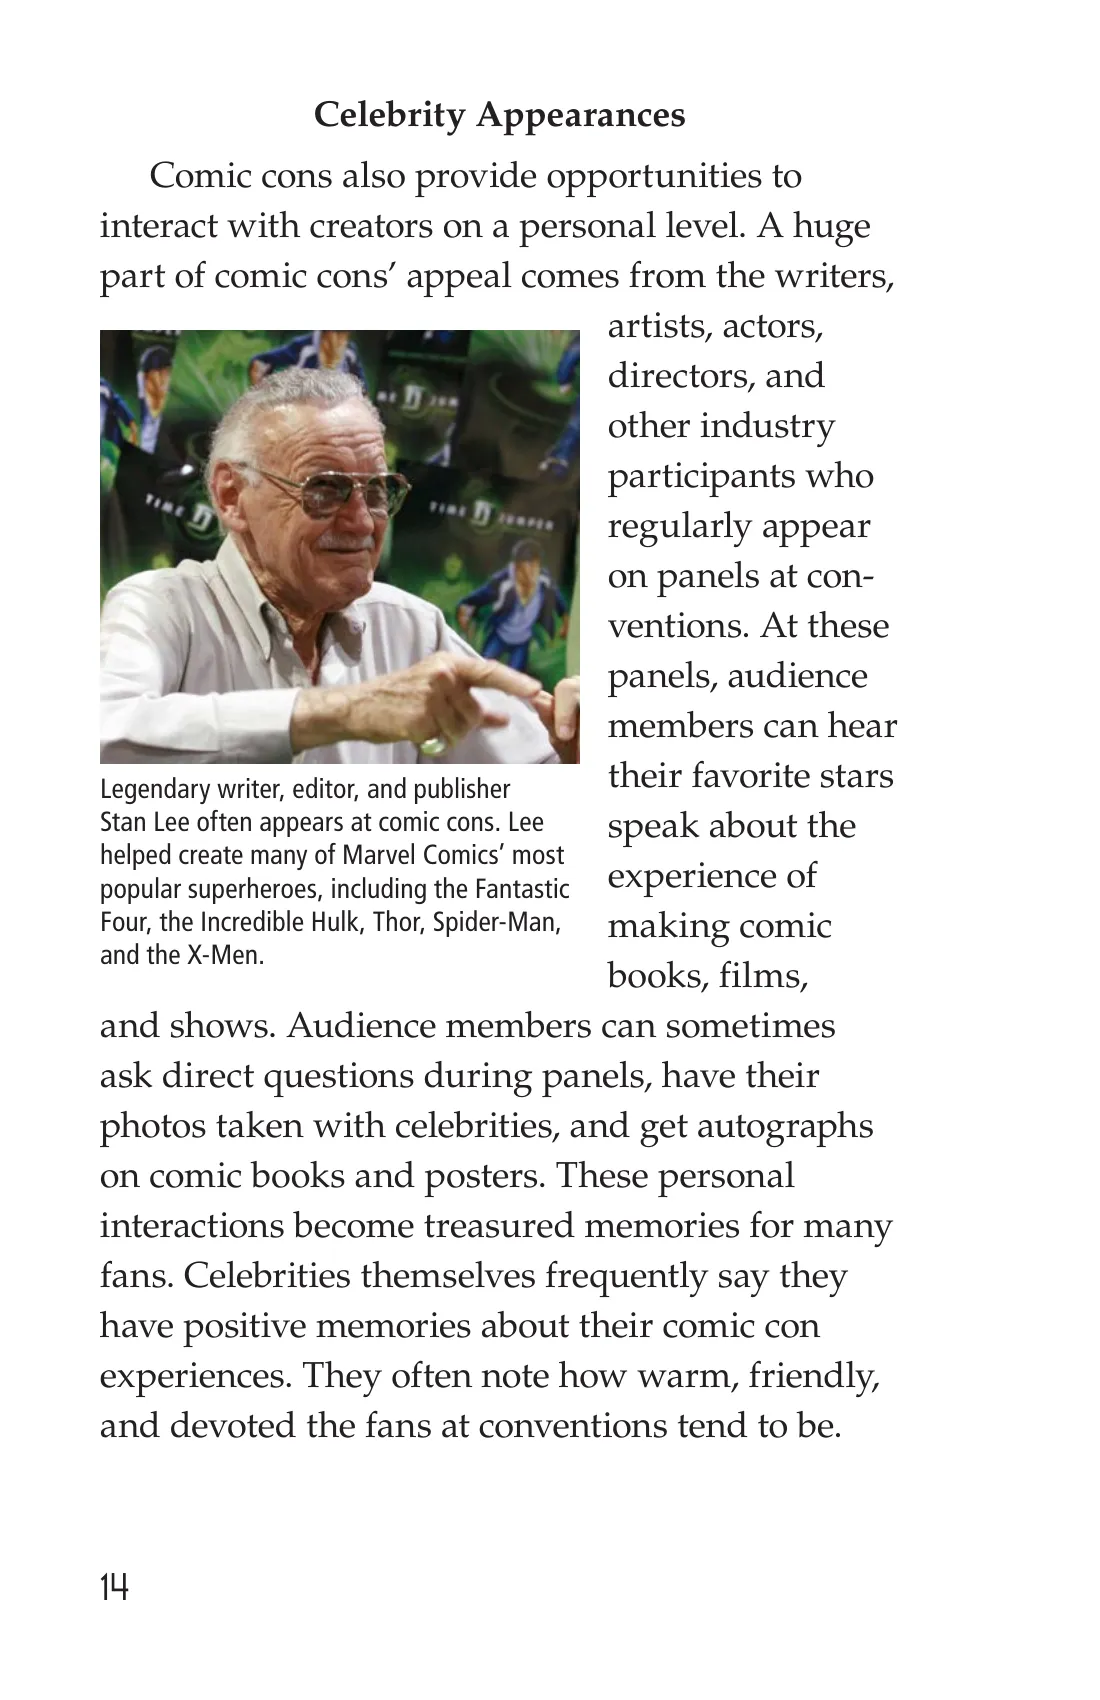 Celebrity Appearances
Comic cons also provide opportunities to
interact with creators on a personal level. A huge
part of comic cons’ appeal comes from the writers,
artists, actors,
directors, and
other industry
participants who
regularly appear
on panels at con-
ventions. At these
panels, audience
members can hear
their favorite stars
speak about the
experience of
making comic
books, films,
TIME JUMPER
Legendary writer, editor, and publisher
Stan Lee often appears at comic cons. Lee
helped create many of Marvel Comics’ most
popular superheroes, including the Fantastic
Four, the Incredible Hulk, Thor, Spider-Man,
and the X-Men.
and shows. Audience members can sometimes
ask direct questions during panels, have their
photos taken with celebrities, and get autographs
on comic books and posters. These personal
interactions become treasured memories for many
fans. Celebrities themselves frequently say they
have positive memories about their comic con
experiences. They often note how warm, friendly,
and devoted the fans at conventions tend to be.
14